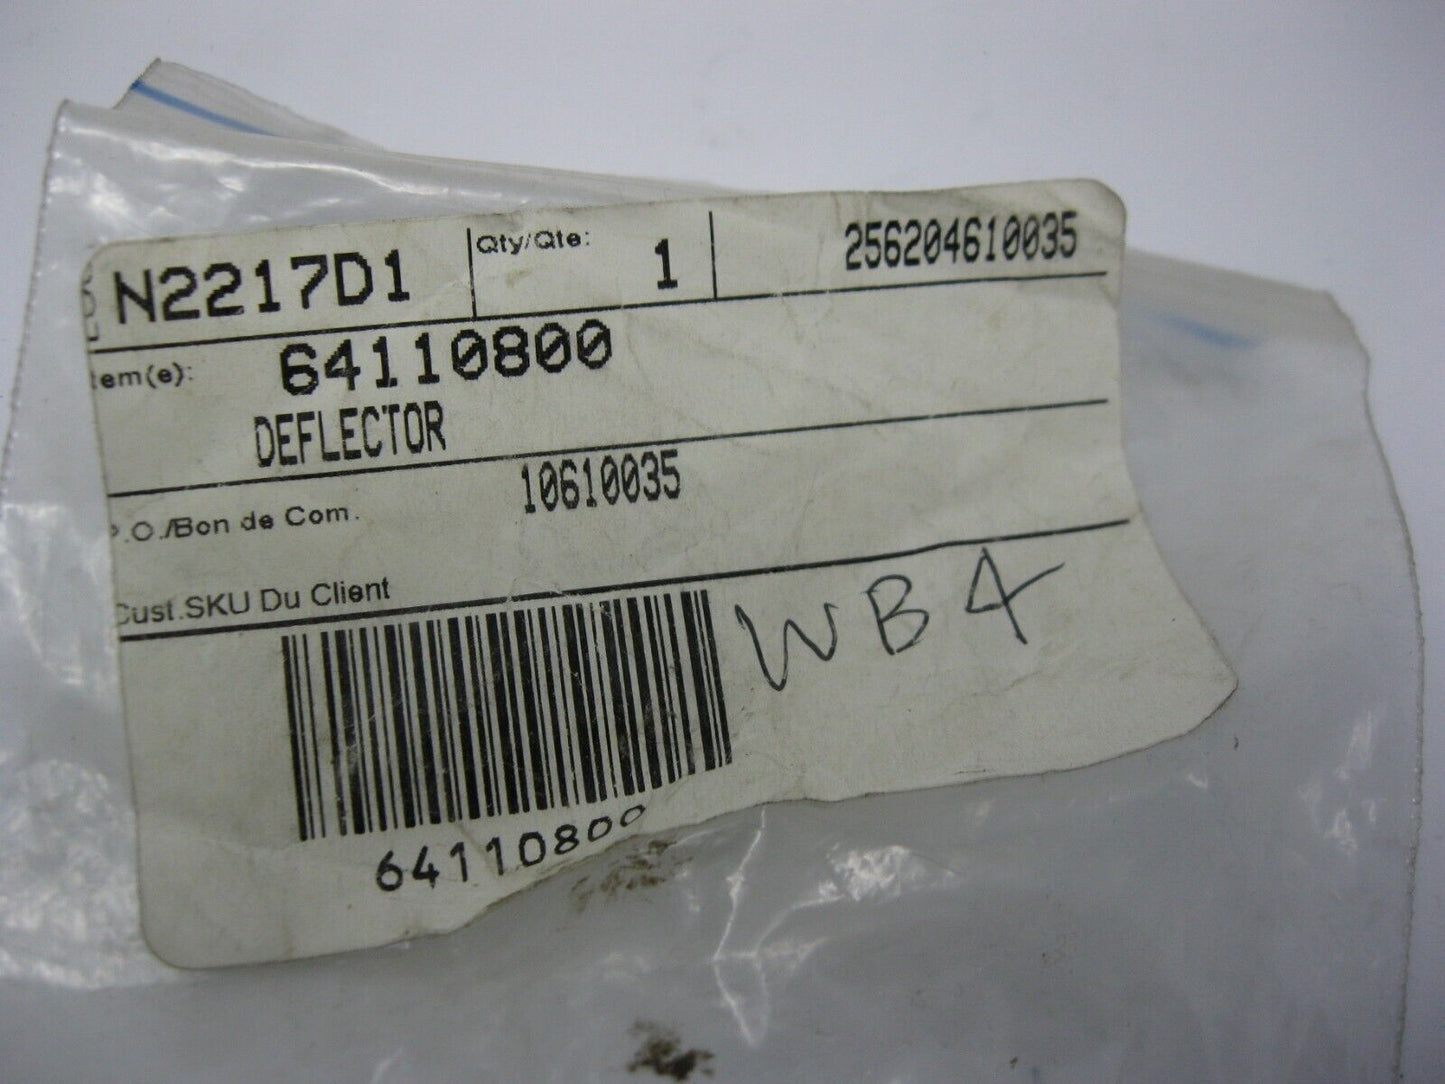 N2217D1 Qty/Qte: 1 256204610035
tem(e): 64110800
DEFLECTOR
P.O./Bon de Com. 10610035
Cust.SKU Du Client
WB4
64110800